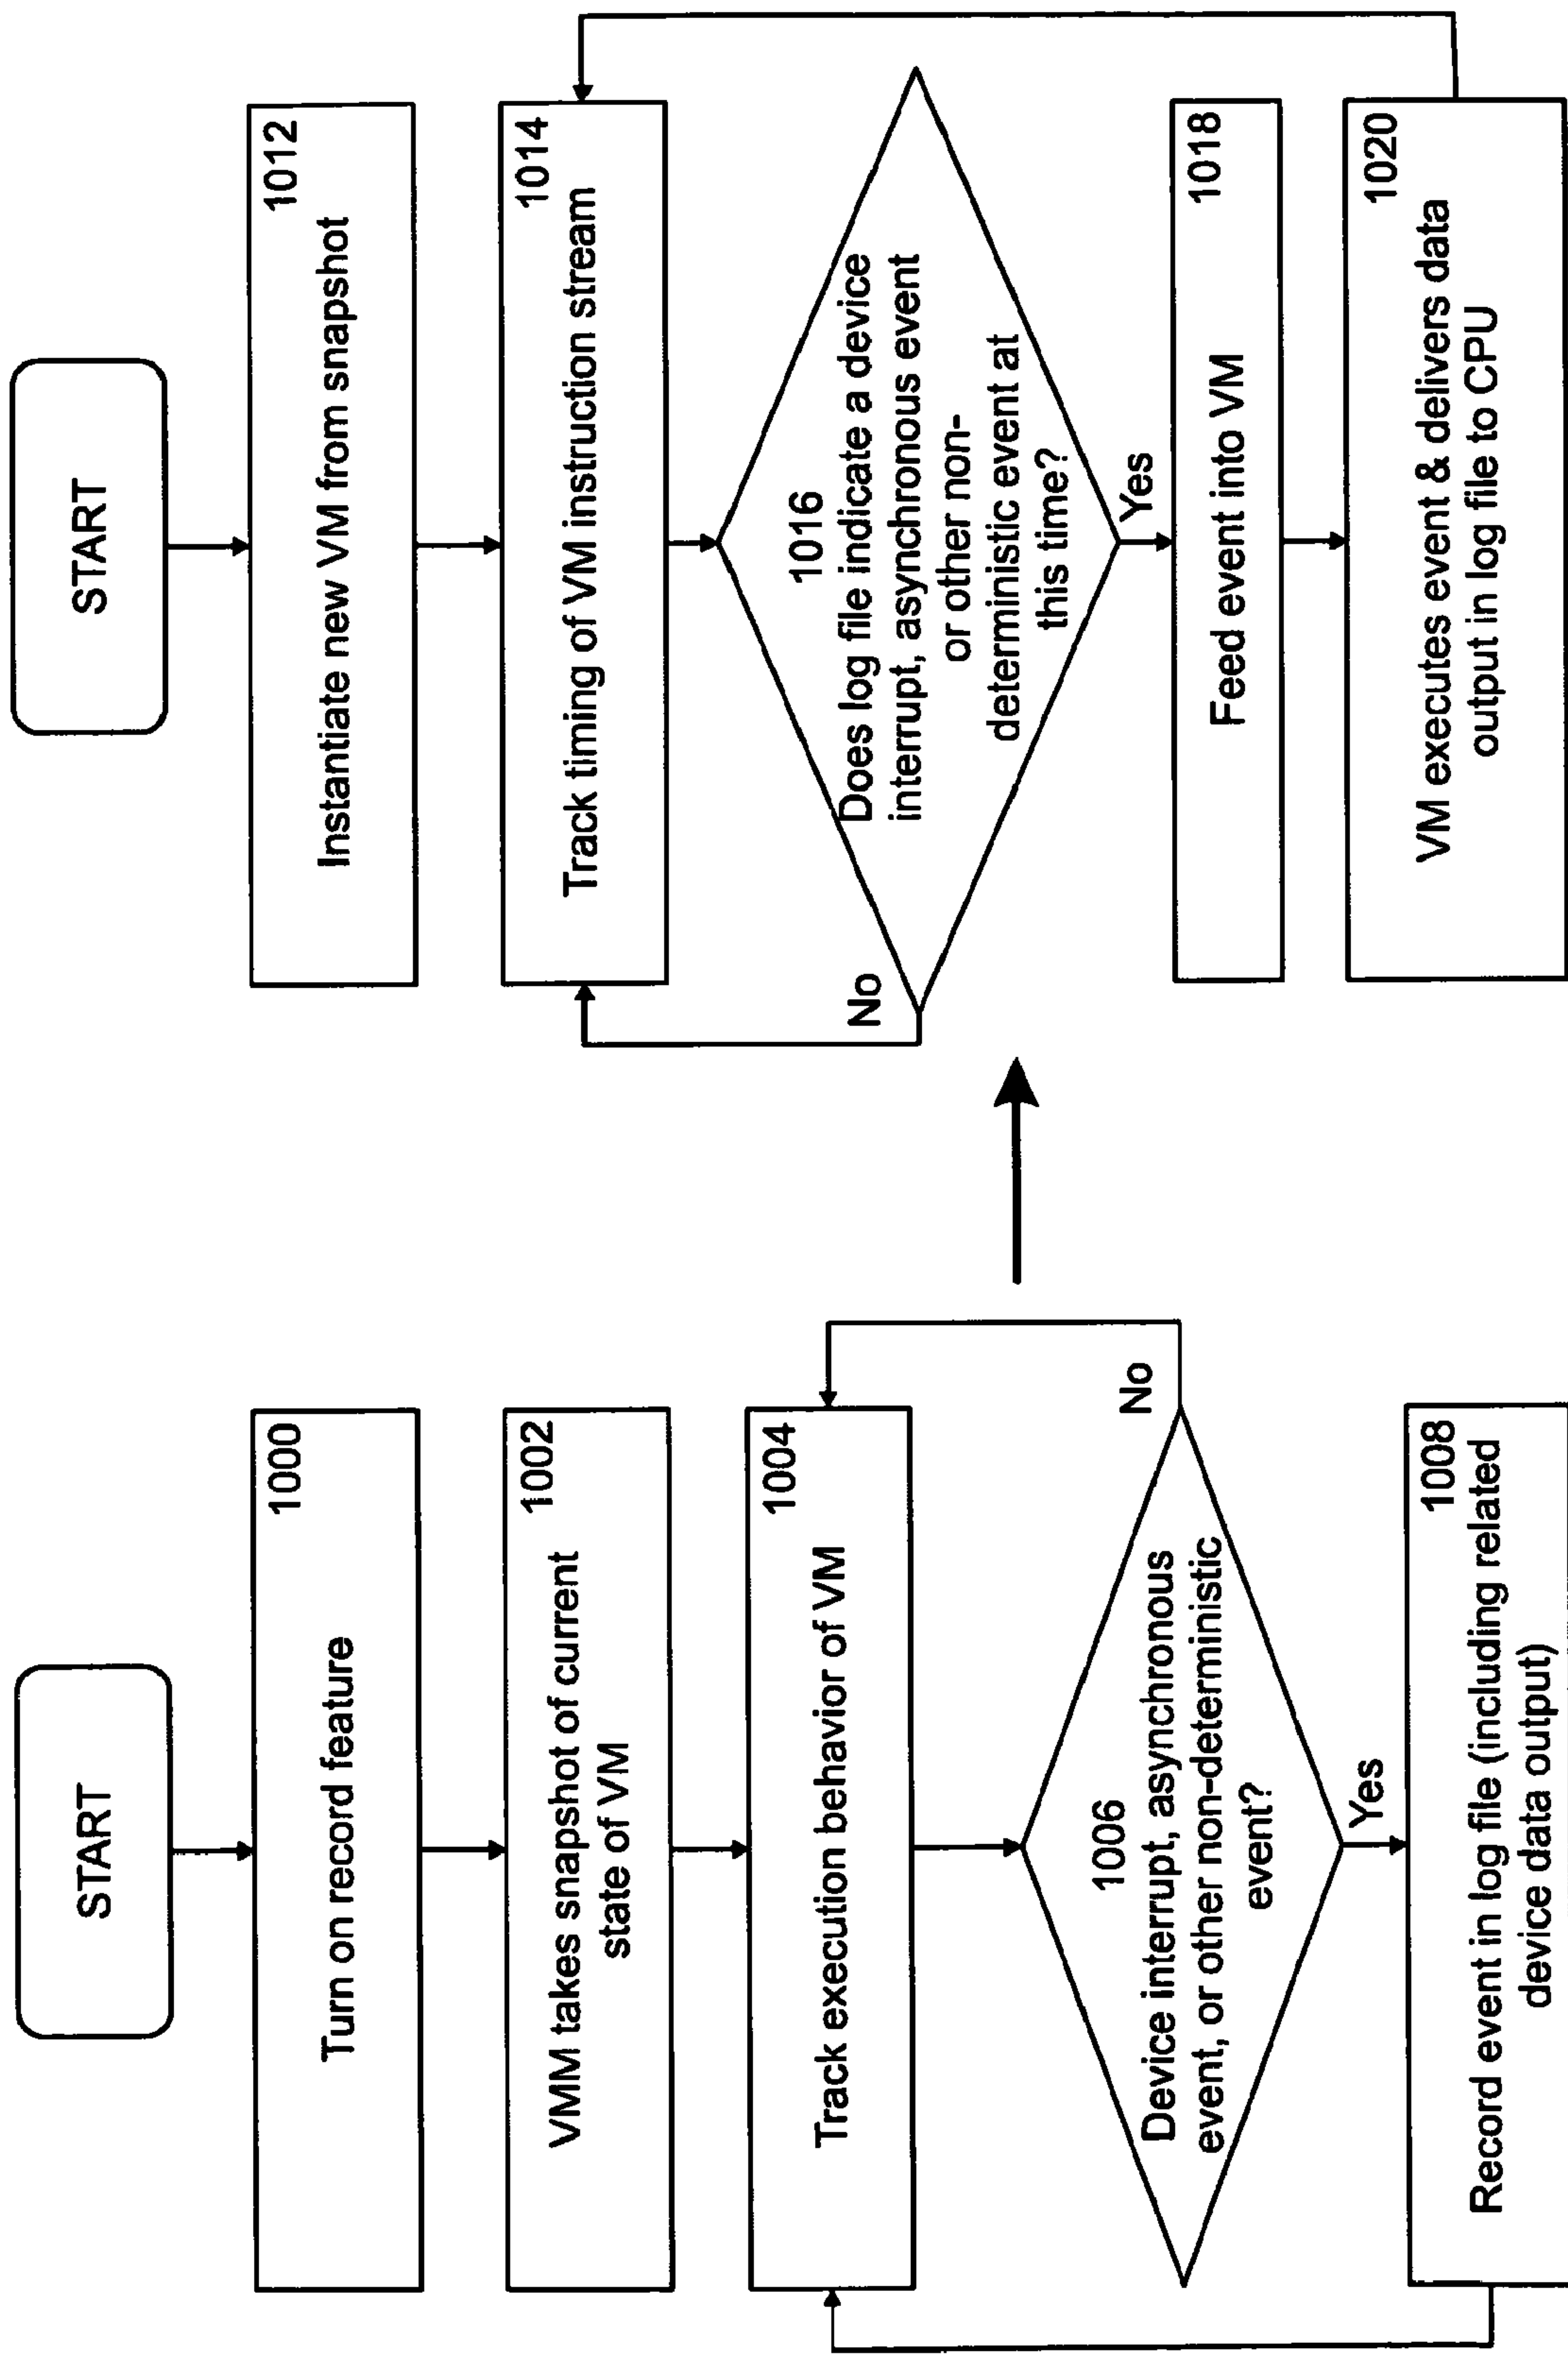 START
1000
Turn on record feature
1002
VMM takes snapshot of current
state of VM
1004
Track execution behavior of VM
1006
Device interrupt, asynchronous
event, or other non-deterministic
event?
No
Yes
1008
Record event in log file (including related
device data output)
START
1012
Instantiate new VM from snapshot
1014
Track timing of VM instruction stream
1016
Does log file indicate a device
interrupt, asynchronous event
or other non-
deterministic event at
this time?
No
Yes
1018
Feed event into VM
1020
VM executes event & delivers data
output in log file to CPU